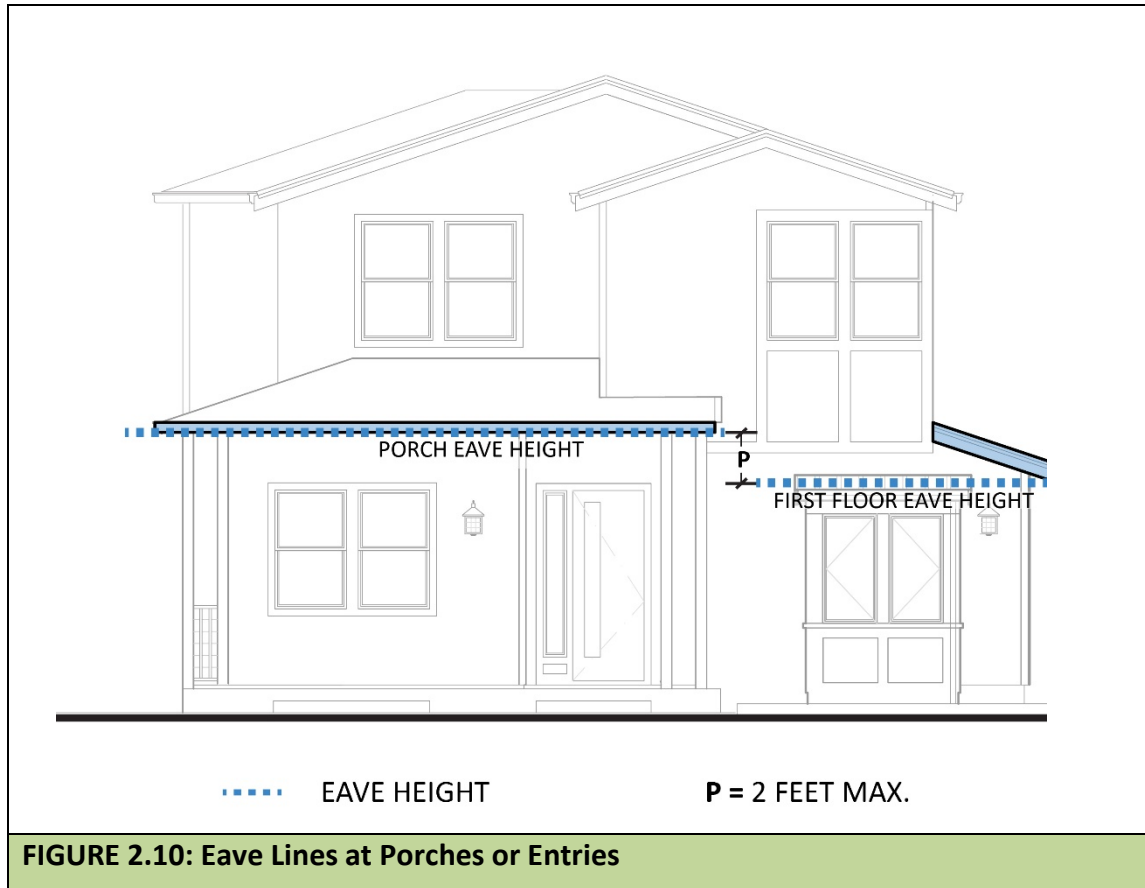 PORCH EAVE HEIGHT
P
FIRST FLOOR EAVE HEIGHT
EAVE HEIGHT
P = 2 FEET MAX.
FIGURE 2.10: Eave Lines at Porches or Entries